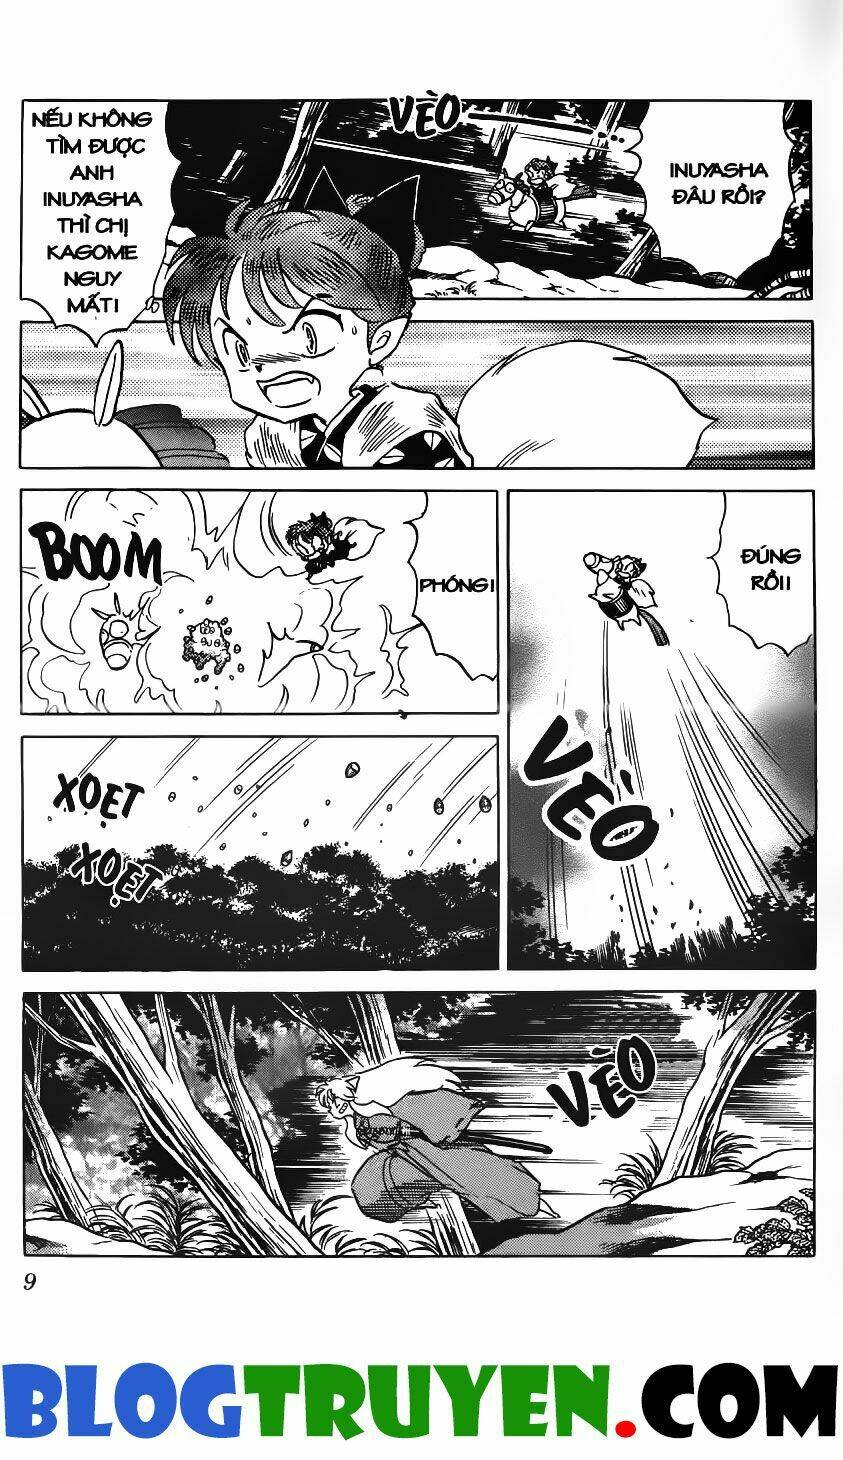 VÈO
INUYASHA
ĐÂU RỒI?
NẾU KHÔNG
TÌM ĐƯỢC
ANH
INUYASHA
THÌ CHỊ
KAGOME
NGUY
MẤT!
ĐÚNG
RỒI!
VÈO
PHÓNG!
BOOM
XOẸT
XOẸT
VÈO
9
BLOGTRUYEN.COM